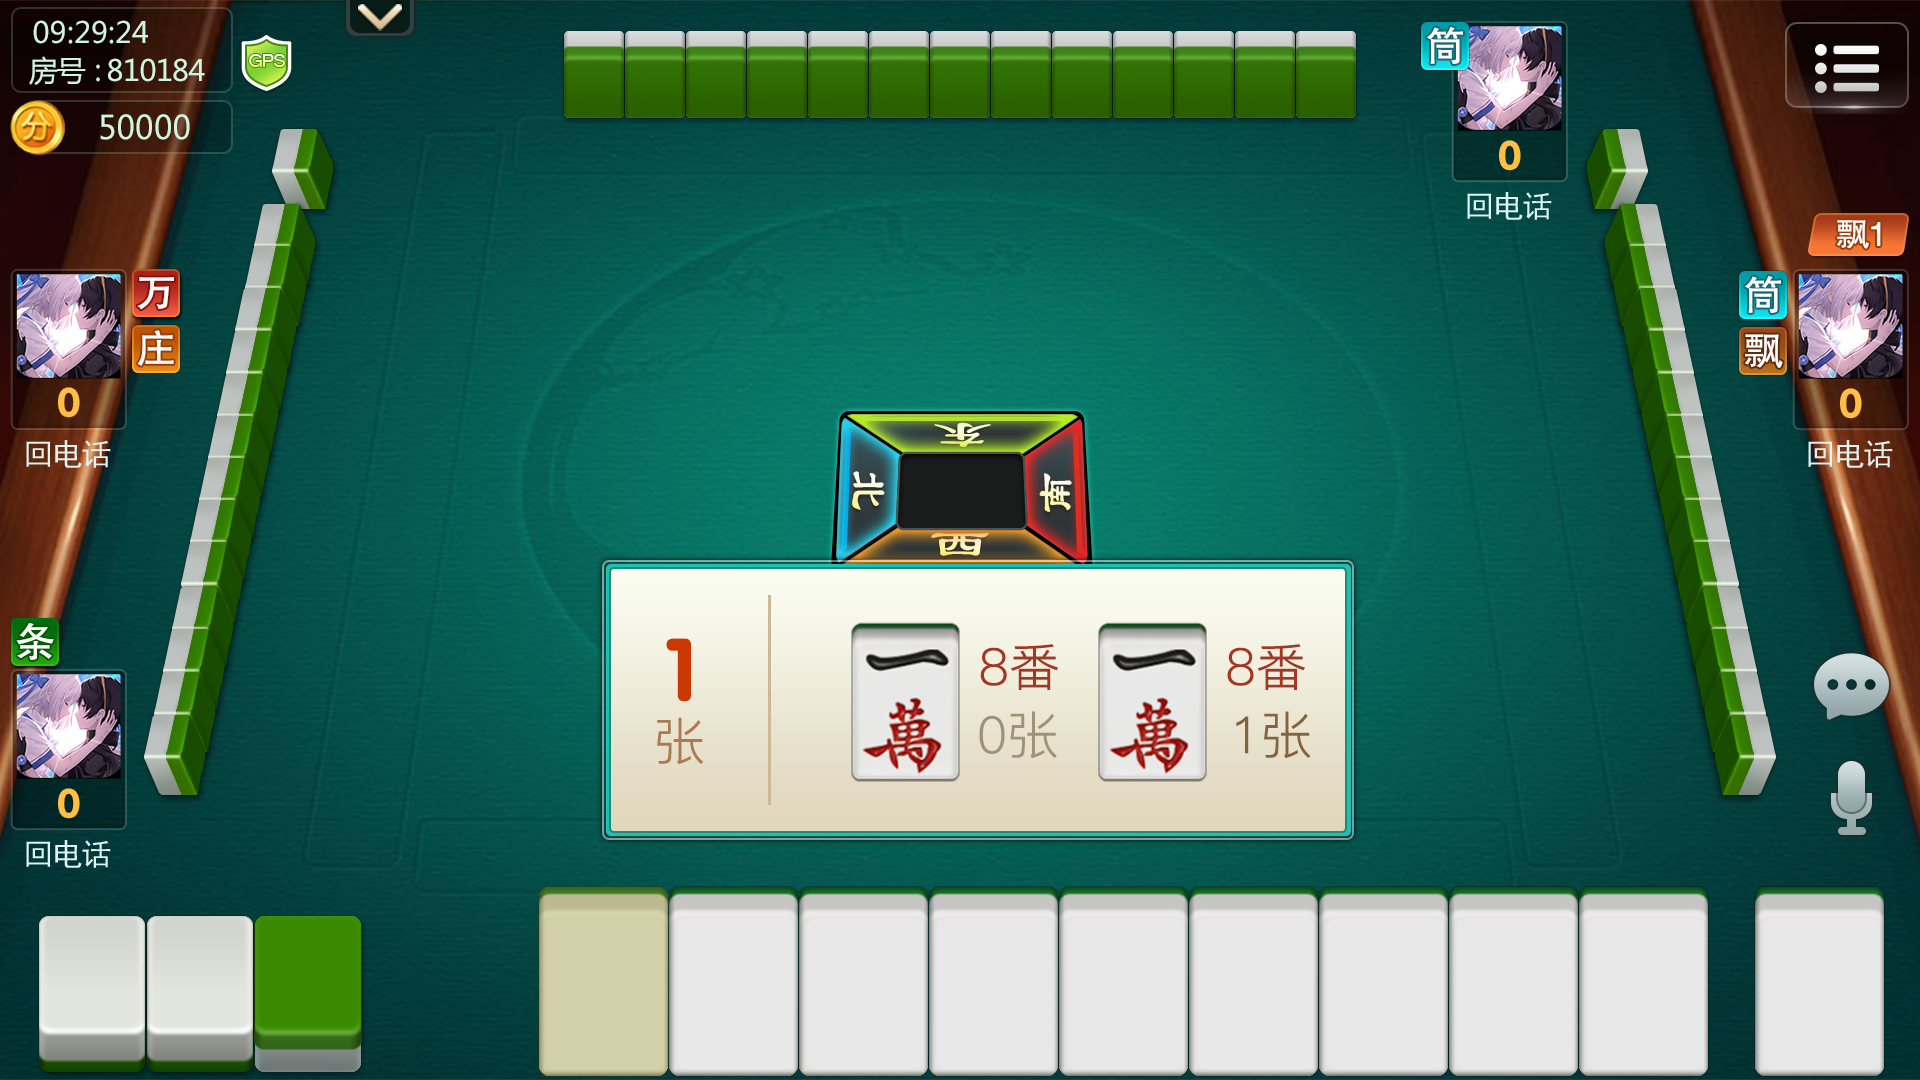 09:29:24
房号 : 810184
GPS
分
50000
筒
0
回电话
飘1
万
庄
0
回电话
筒
飘
0
回电话
东
北
南
西
条
0
回电话
1
张
一
萬
8番
0张
一
萬
8番
1张